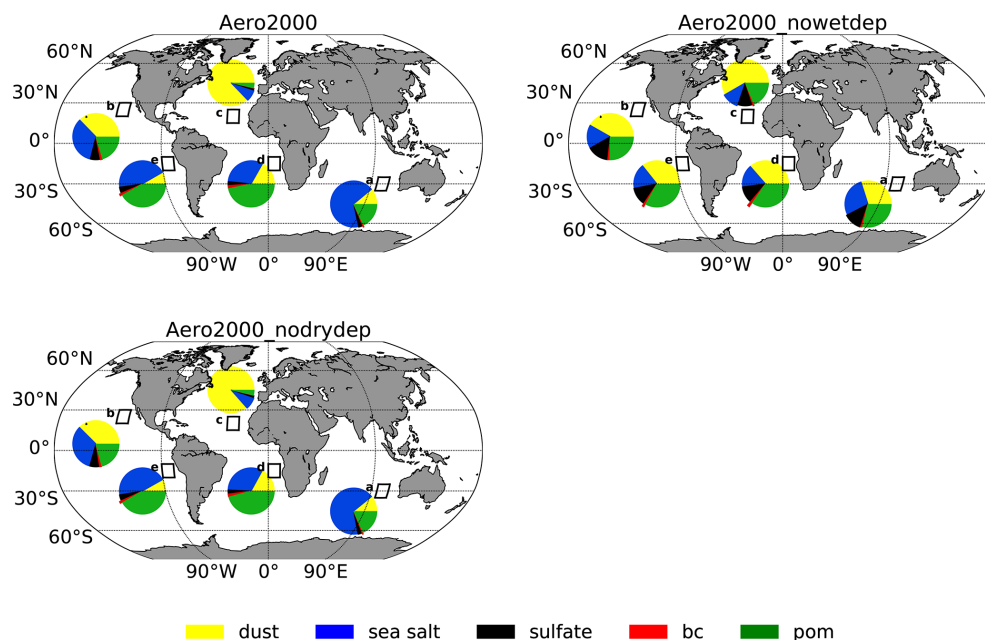 Aero2000
60°N
30°N
0°
30°S
60°S
90°W 0° 90°E
b
c
e
d
a
Aero2000_nowetdep
60°N
30°N
0°
30°S
60°S
90°W 0° 90°E
b
c
e
d
a
Aero2000_nodrydep
60°N
30°N
0°
30°S
60°S
90°W 0° 90°E
b
c
e
d
a
dust sea salt sulfate bc pom